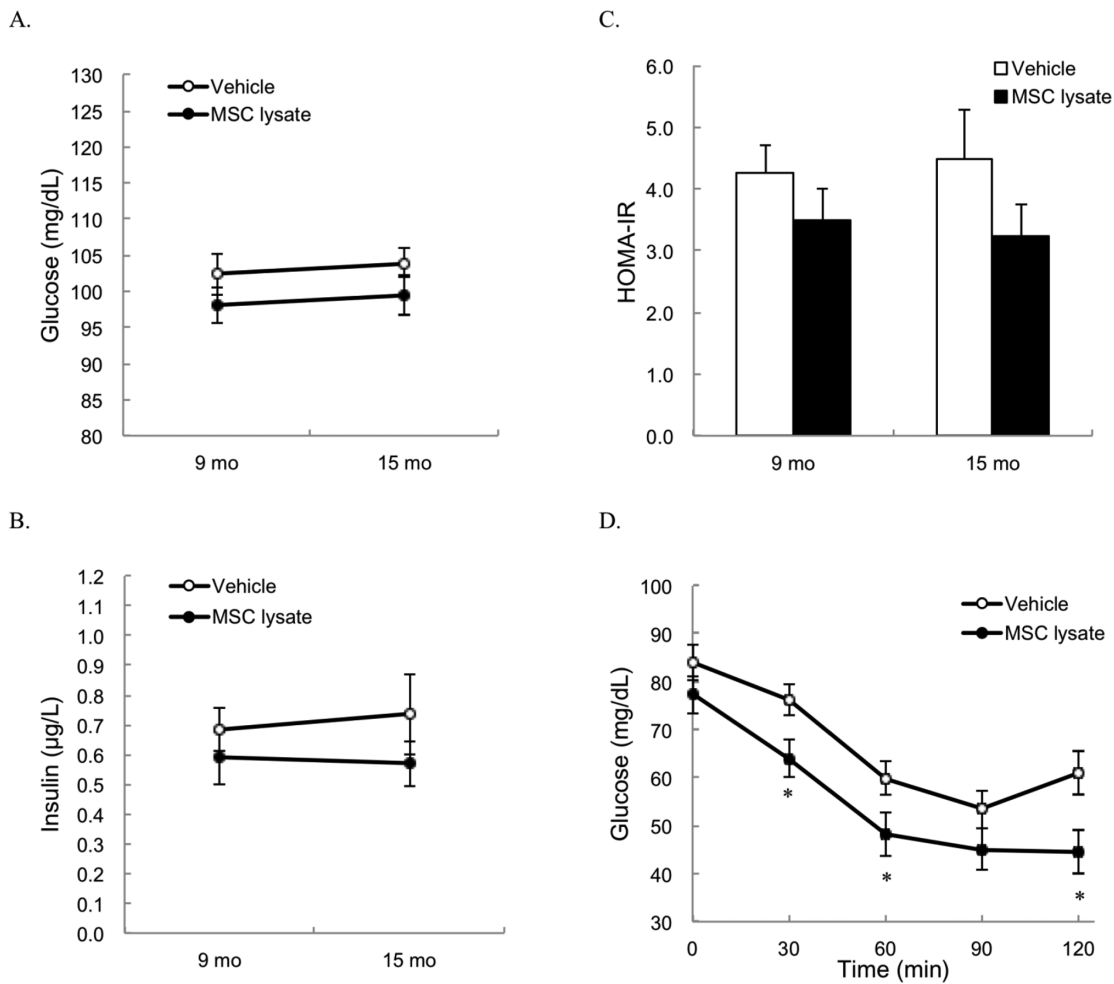 A.
Glucose (mg/dL)
130
125
120
115
110
105
100
95
90
85
80
Vehicle
MSC lysate
9 mo 15 mo
C.
HOMA-IR
6.0
5.0
4.0
3.0
2.0
1.0
0.0
Vehicle
MSC lysate
9 mo 15 mo
B.
Insulin (µg/L)
1.2
1.1
1.0
0.9
0.8
0.7
0.6
0.5
0.4
0.3
0.2
0.1
0.0
Vehicle
MSC lysate
9 mo 15 mo
D.
Glucose (mg/dL)
100
90
80
70
60
50
40
30
Vehicle
MSC lysate
*
*
*
0 30 60 90 120
Time (min)